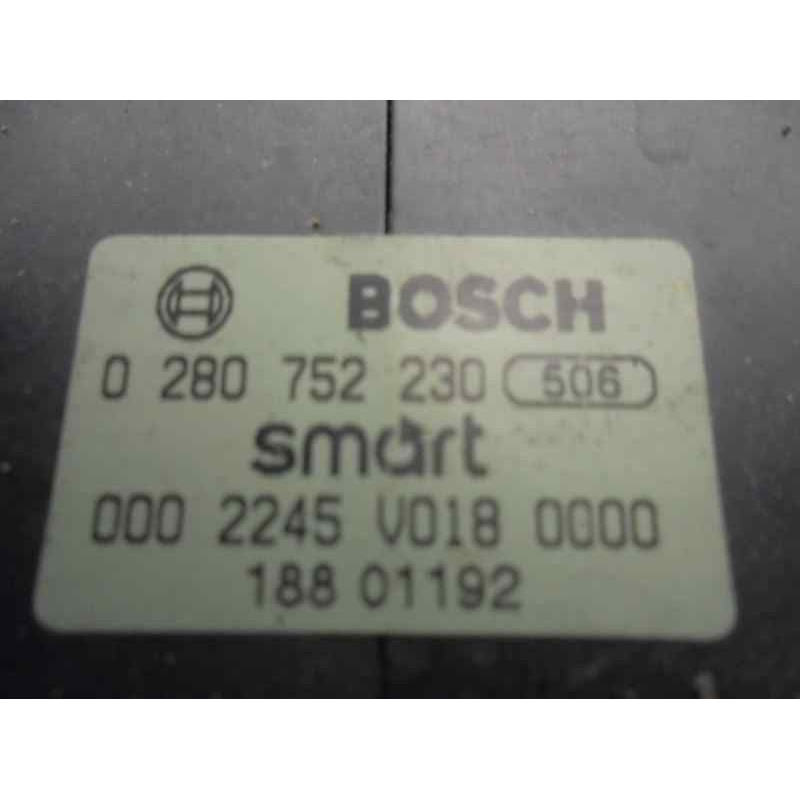 BOSCH
0 280 752 230 506
smart
000 2245 V018 0000
188 01192